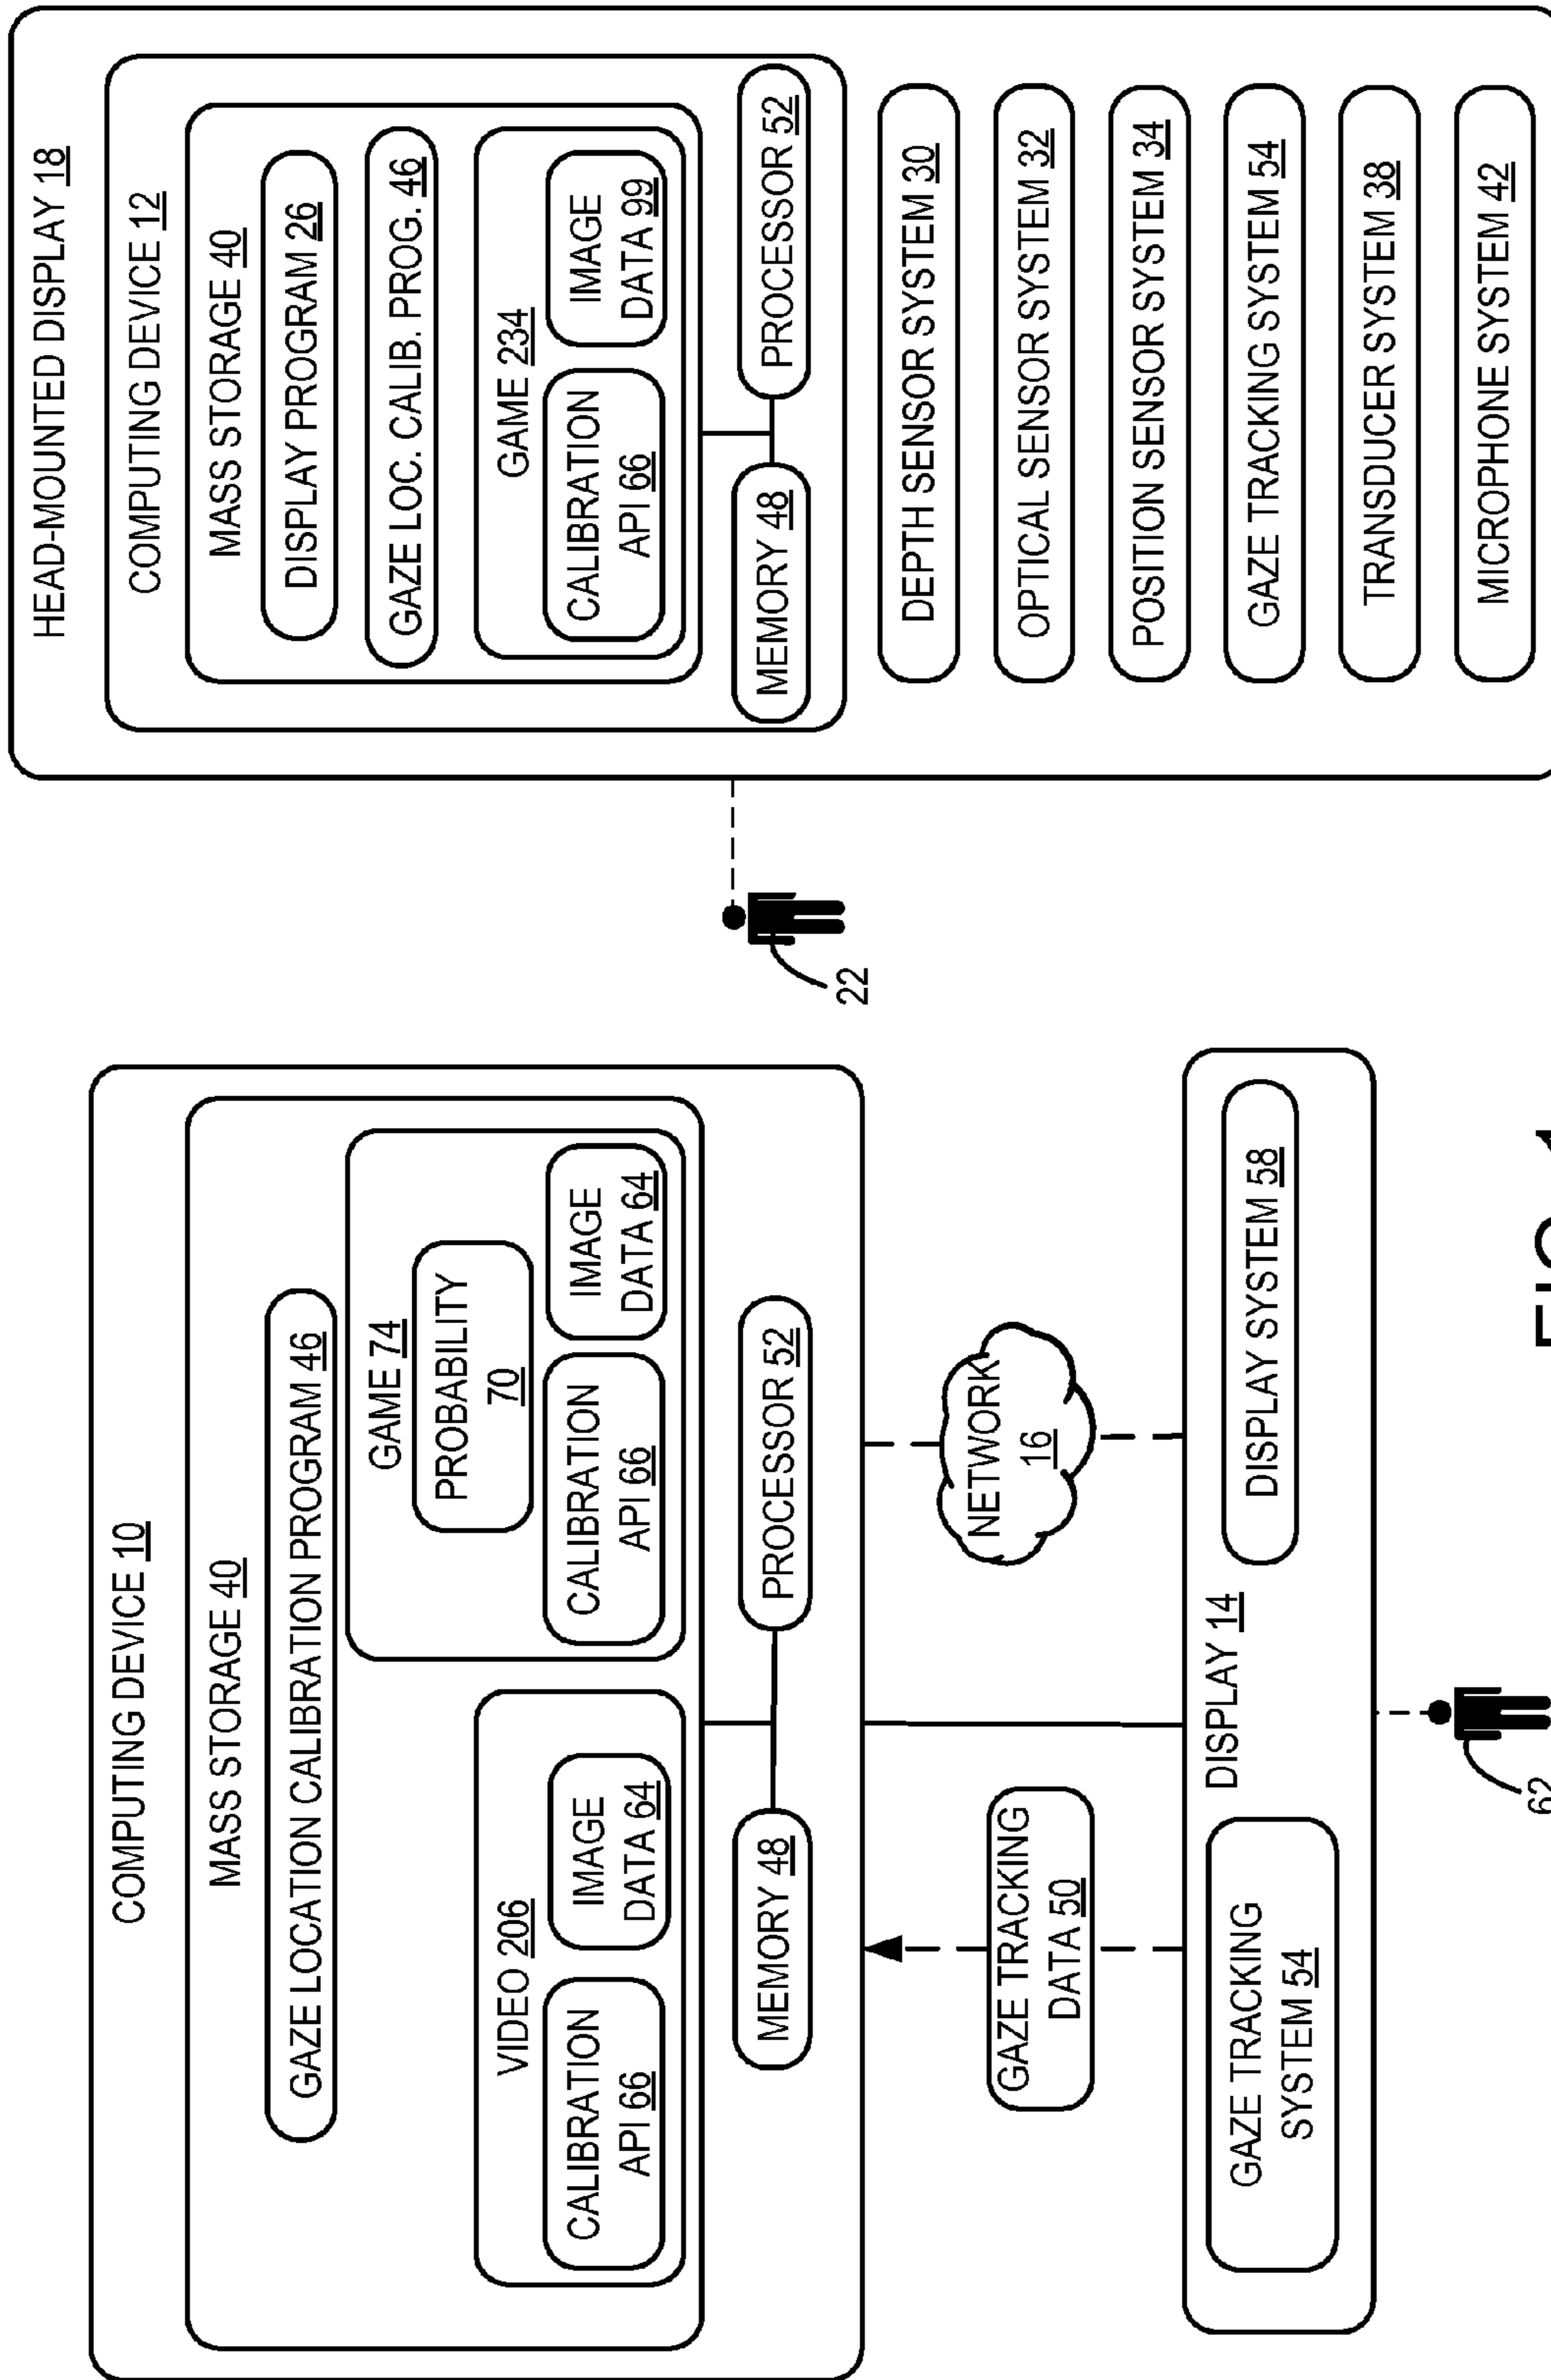 COMPUTING DEVICE 10
MASS STORAGE 40
GAZE LOCATION CALIBRATION PROGRAM 46
VIDEO 206
CALIBRATION
API 66
IMAGE
DATA 64
GAME 74
PROBABILITY
70
CALIBRATION
API 66
IMAGE
DATA 64
MEMORY 48
PROCESSOR 52
GAZE TRACKING
DATA 50
NETWORK
16
DISPLAY 14
GAZE TRACKING
SYSTEM 54
DISPLAY SYSTEM 58
62
HEAD-MOUNTED DISPLAY 18
COMPUTING DEVICE 12
MASS STORAGE 40
DISPLAY PROGRAM 26
GAZE LOC. CALIB. PROG. 46
GAME 234
CALIBRATION
API 66
IMAGE
DATA 99
MEMORY 48
PROCESSOR 52
DEPTH SENSOR SYSTEM 30
OPTICAL SENSOR SYSTEM 32
POSITION SENSOR SYSTEM 34
GAZE TRACKING SYSTEM 54
TRANSDUCER SYSTEM 38
MICROPHONE SYSTEM 42
22